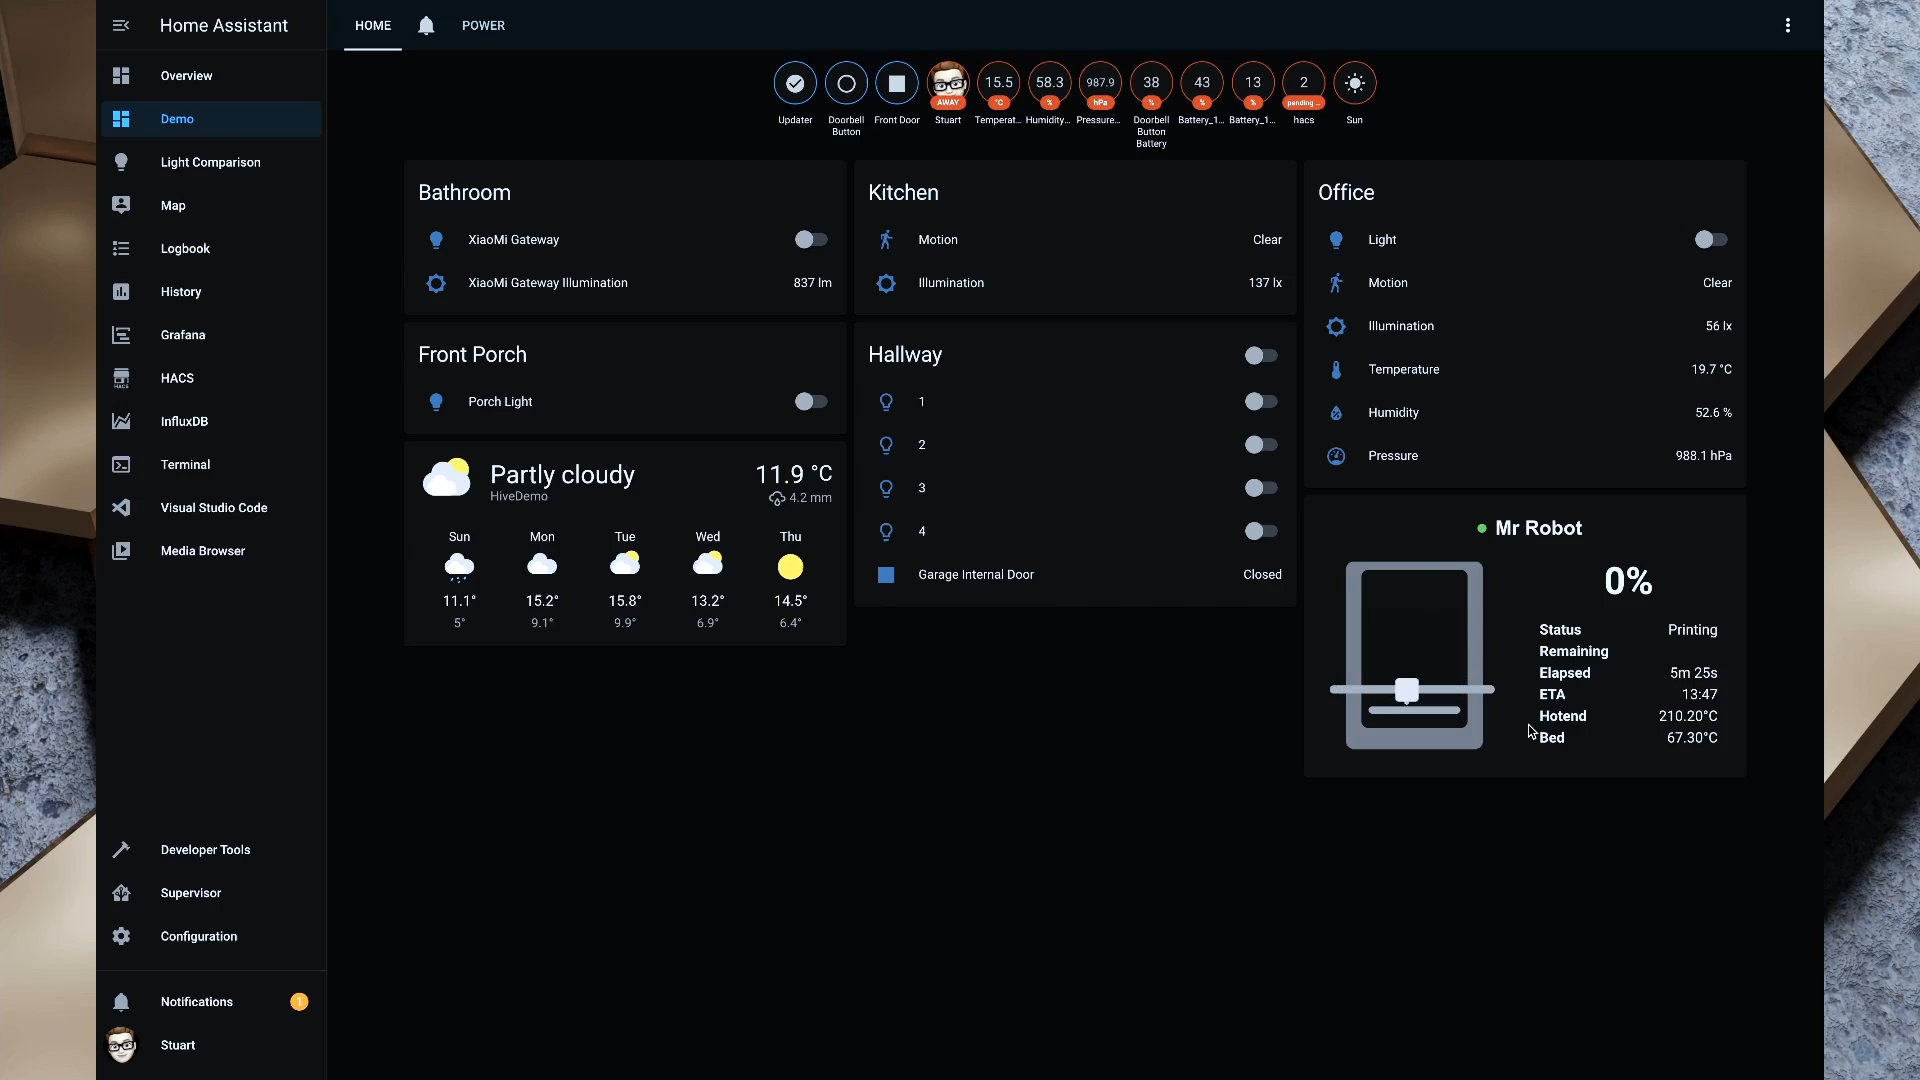 Home Assistant
HOME
POWER
Overview
Demo
Light Comparison
Map
Logbook
History
Grafana
HACS
HACS
InfluxDB
Terminal
Visual Studio Code
Media Browser
Developer Tools
Supervisor
Configuration
Notifications 1
Stuart
AWAY 15.5 °C 58.3 % 987.9 hPa 38 % 43 % 13 % 2 pending ...
Updater Doorbell Button Front Door Stuart Temperat... Humidity... Pressure... Doorbell Button Battery Battery_1... Battery_1... hacs Sun
Bathroom
XiaoMi Gateway
XiaoMi Gateway Illumination 837 lm
Front Porch
Porch Light
Partly cloudy 11.9 °C
HiveDemo 4.2 mm
Sun Mon Tue Wed Thu
11.1° 15.2° 15.8° 13.2° 14.5°
5° 9.1° 9.9° 6.9° 6.4°
Kitchen
Motion Clear
Illumination 137 lx
Hallway
1
2
3
4
Garage Internal Door Closed
Office
Light
Motion Clear
Illumination 56 lx
Temperature 19.7 °C
Humidity 52.6 %
Pressure 988.1 hPa
Mr Robot
0%
Status Printing
Remaining
Elapsed 5m 25s
ETA 13:47
Hotend 210.20°C
Bed 67.30°C